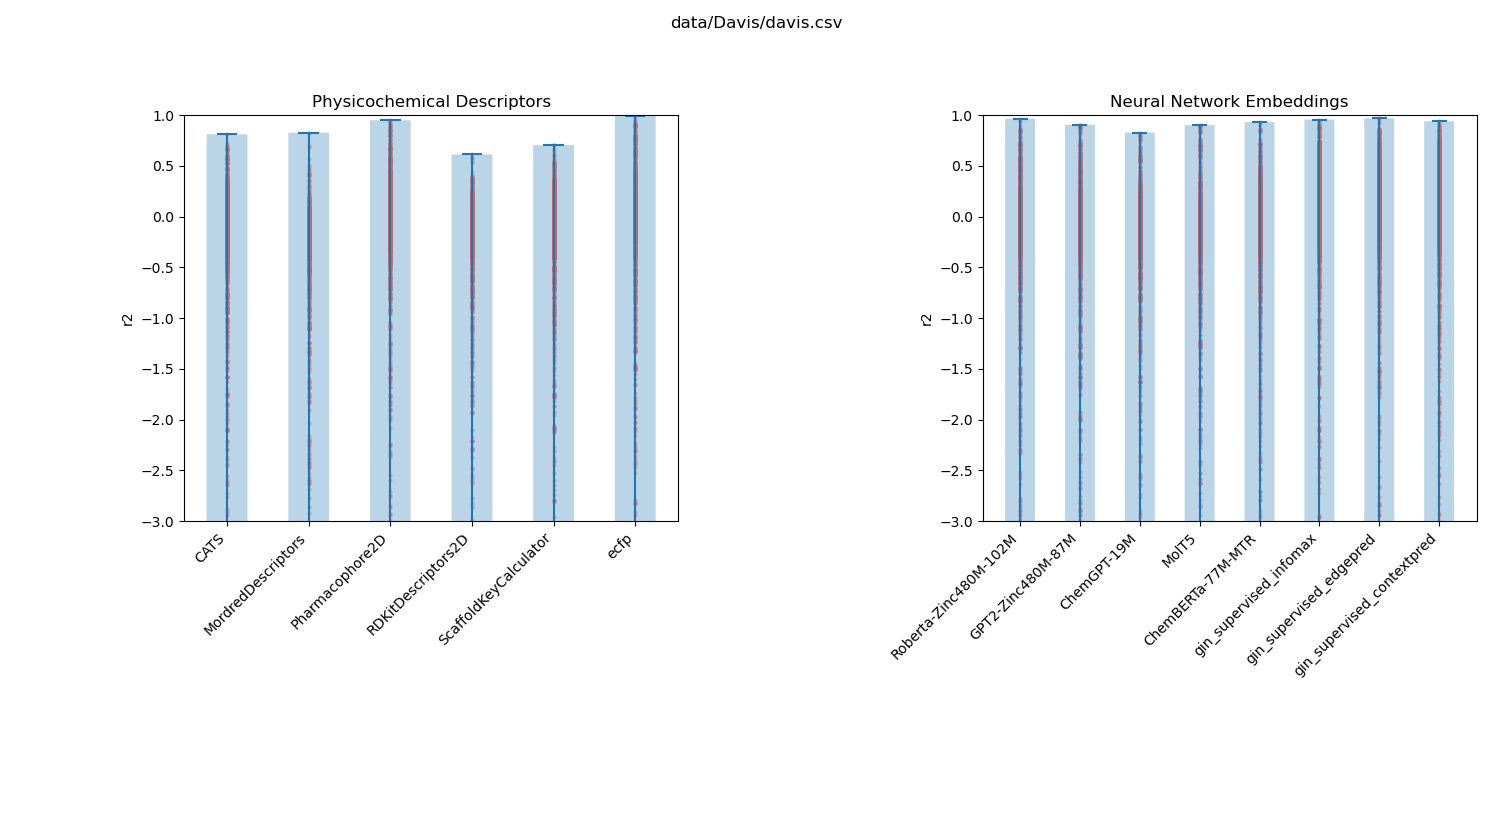 data/Davis/davis.csv
Physicochemical Descriptors
1.0
0.5
0.0
−0.5
−1.0
−1.5
−2.0
−2.5
−3.0
r2
CATS
MordredDescriptors
Pharmacophore2D
RDKitDescriptors2D
ScaffoldKeyCalculator
ecfp
Neural Network Embeddings
1.0
0.5
0.0
−0.5
−1.0
−1.5
−2.0
−2.5
−3.0
r2
Roberta-Zinc480M-102M
GPT2-Zinc480M-87M
ChemGPT-19M
MolT5
ChemBERTa-77M-MTR
gin_supervised_infomax
gin_supervised_edgepred
gin_supervised_contextpred